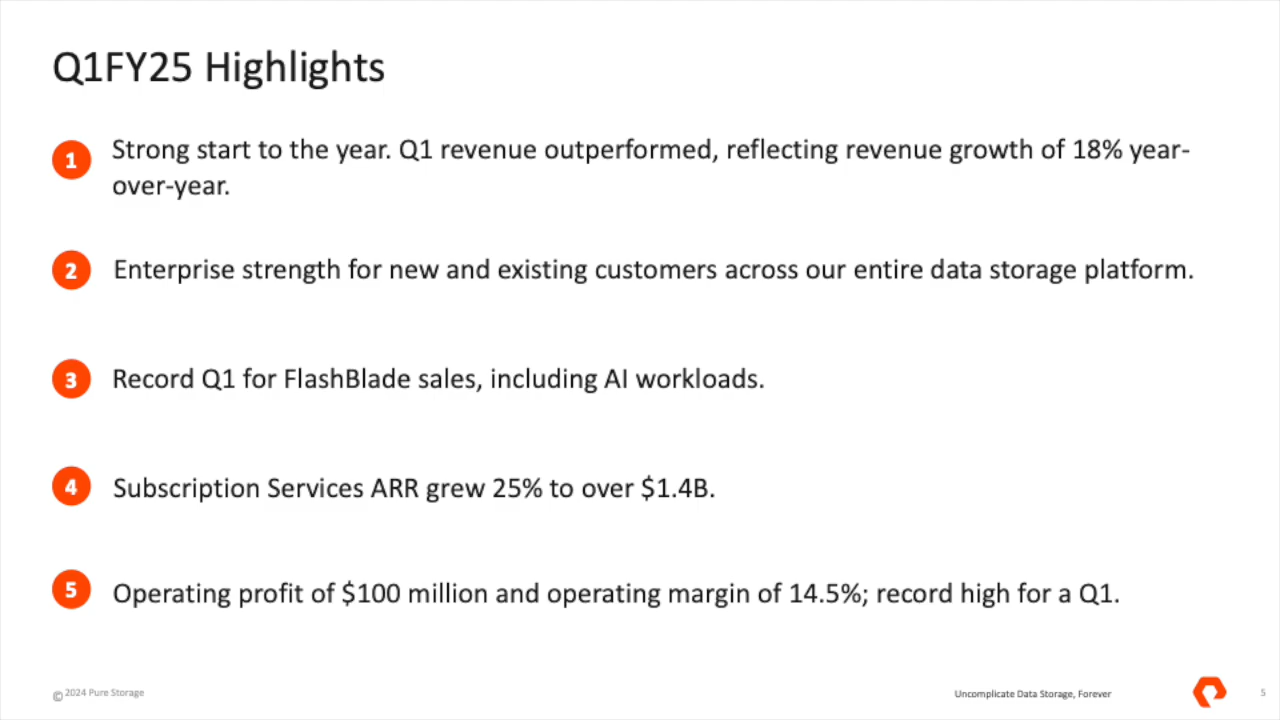 Q1FY25 Highlights
1
Strong start to the year. Q1 revenue outperformed, reflecting revenue growth of 18% year-
over-year.
2
Enterprise strength for new and existing customers across our entire data storage platform.
3
Record Q1 for FlashBlade sales, including AI workloads.
4
Subscription Services ARR grew 25% to over $1.4B.
5
Operating profit of $100 million and operating margin of 14.5%; record high for a Q1.
© 2024 Pure Storage
Uncomplicate Data Storage, Forever
5